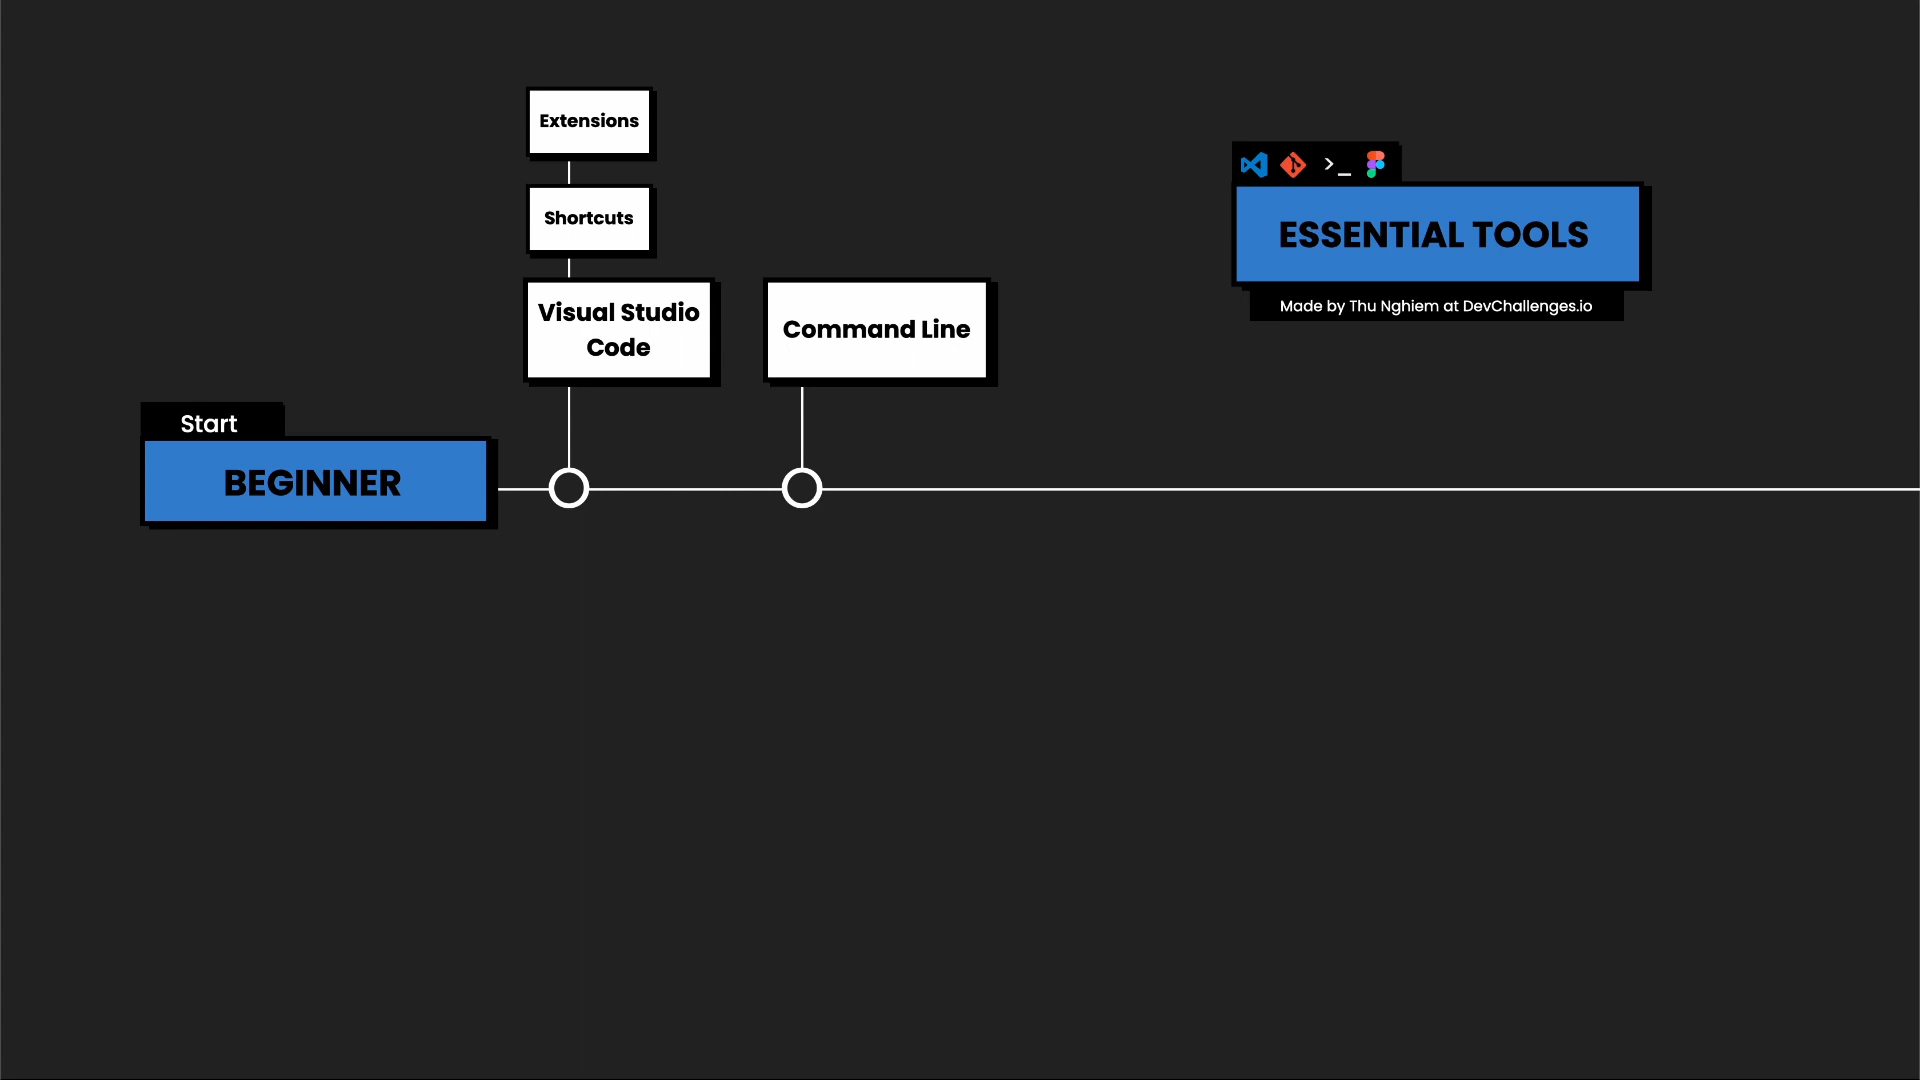 Extensions
Shortcuts
Visual Studio
Code
Command Line
ESSENTIAL TOOLS
Made by Thu Nghiem at DevChallenges.io
Start
BEGINNER